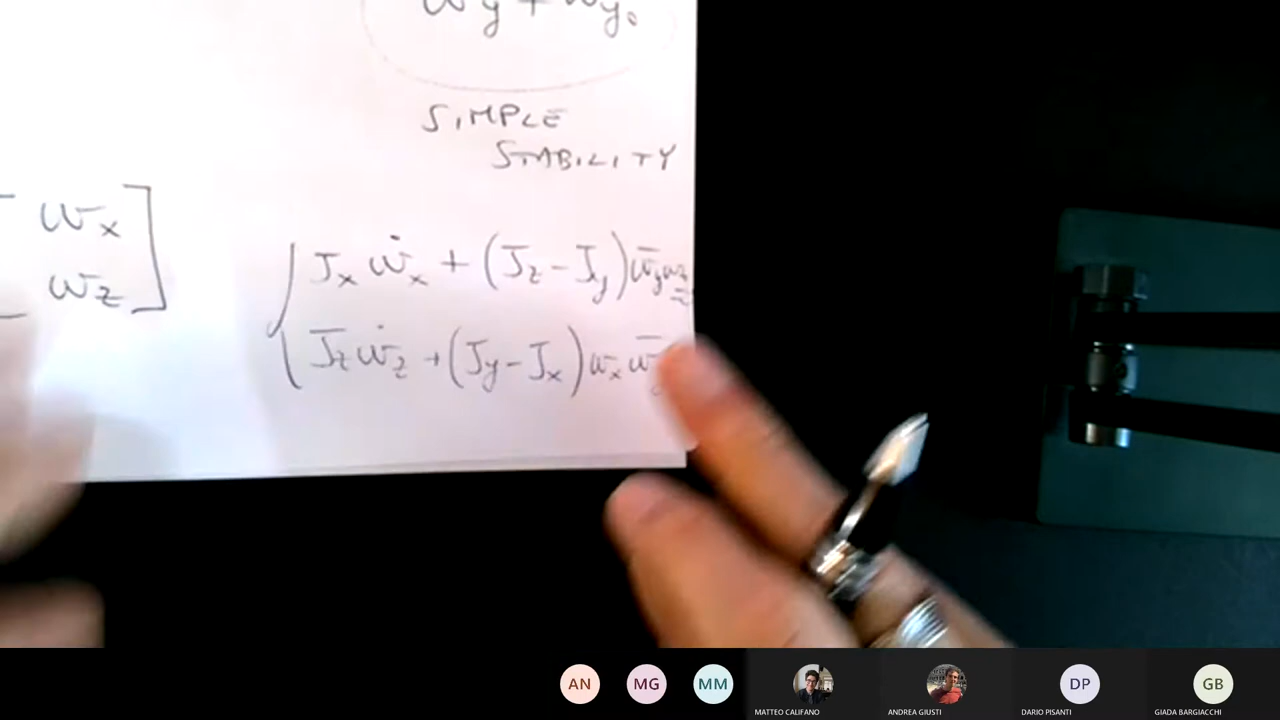 ω̄y + ωy₀
SIMPLE
STABILITY
ωx
ωz
Jx ω̇x + (Jz - Jy) ω̄y ωz
Jz ω̇z + (Jy - Jx) ωx ω̄
AN MG MM DP GB
MATTEO CALIFANO ANDREA GIUSTI DARIO PISANTI GIADA BARGIACCHI